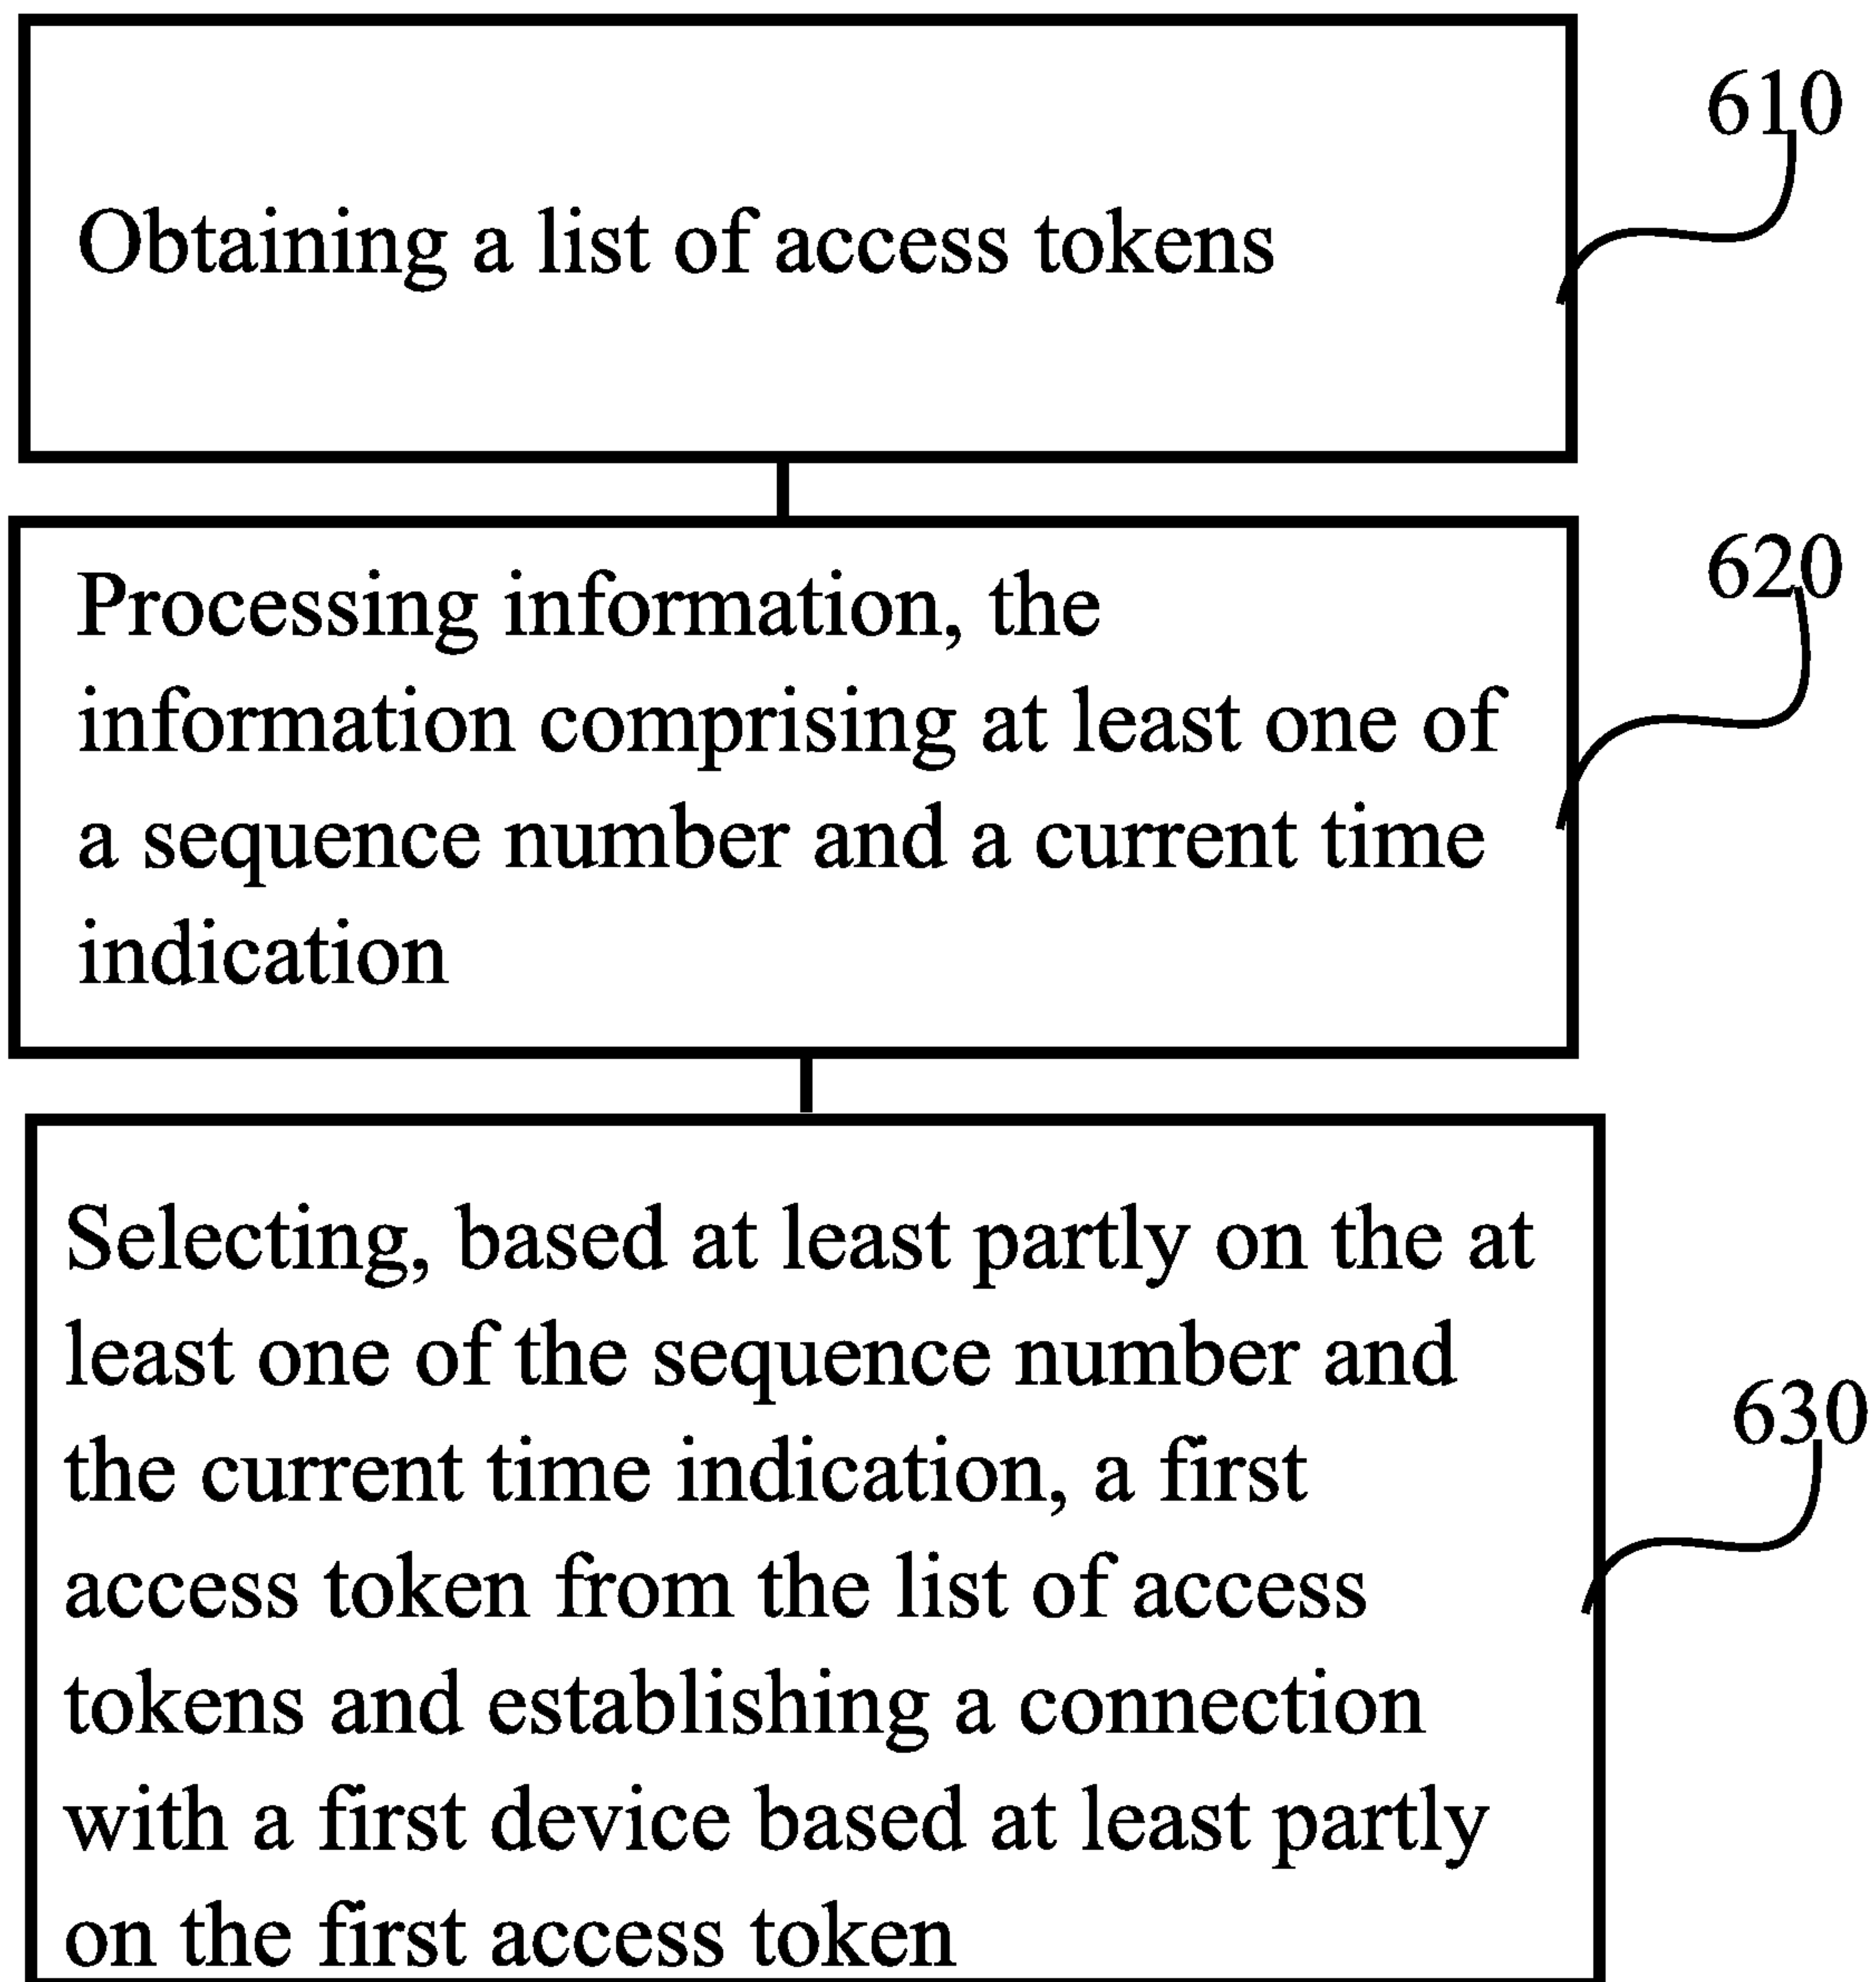 610
Obtaining a list of access tokens
620
Processing information, the
information comprising at least one of
a sequence number and a current time
indication
Selecting, based at least partly on the at
least one of the sequence number and
the current time indication, a first
630
access token from the list of access
tokens and establishing a connection
with a first device based at least partly
on the first access token